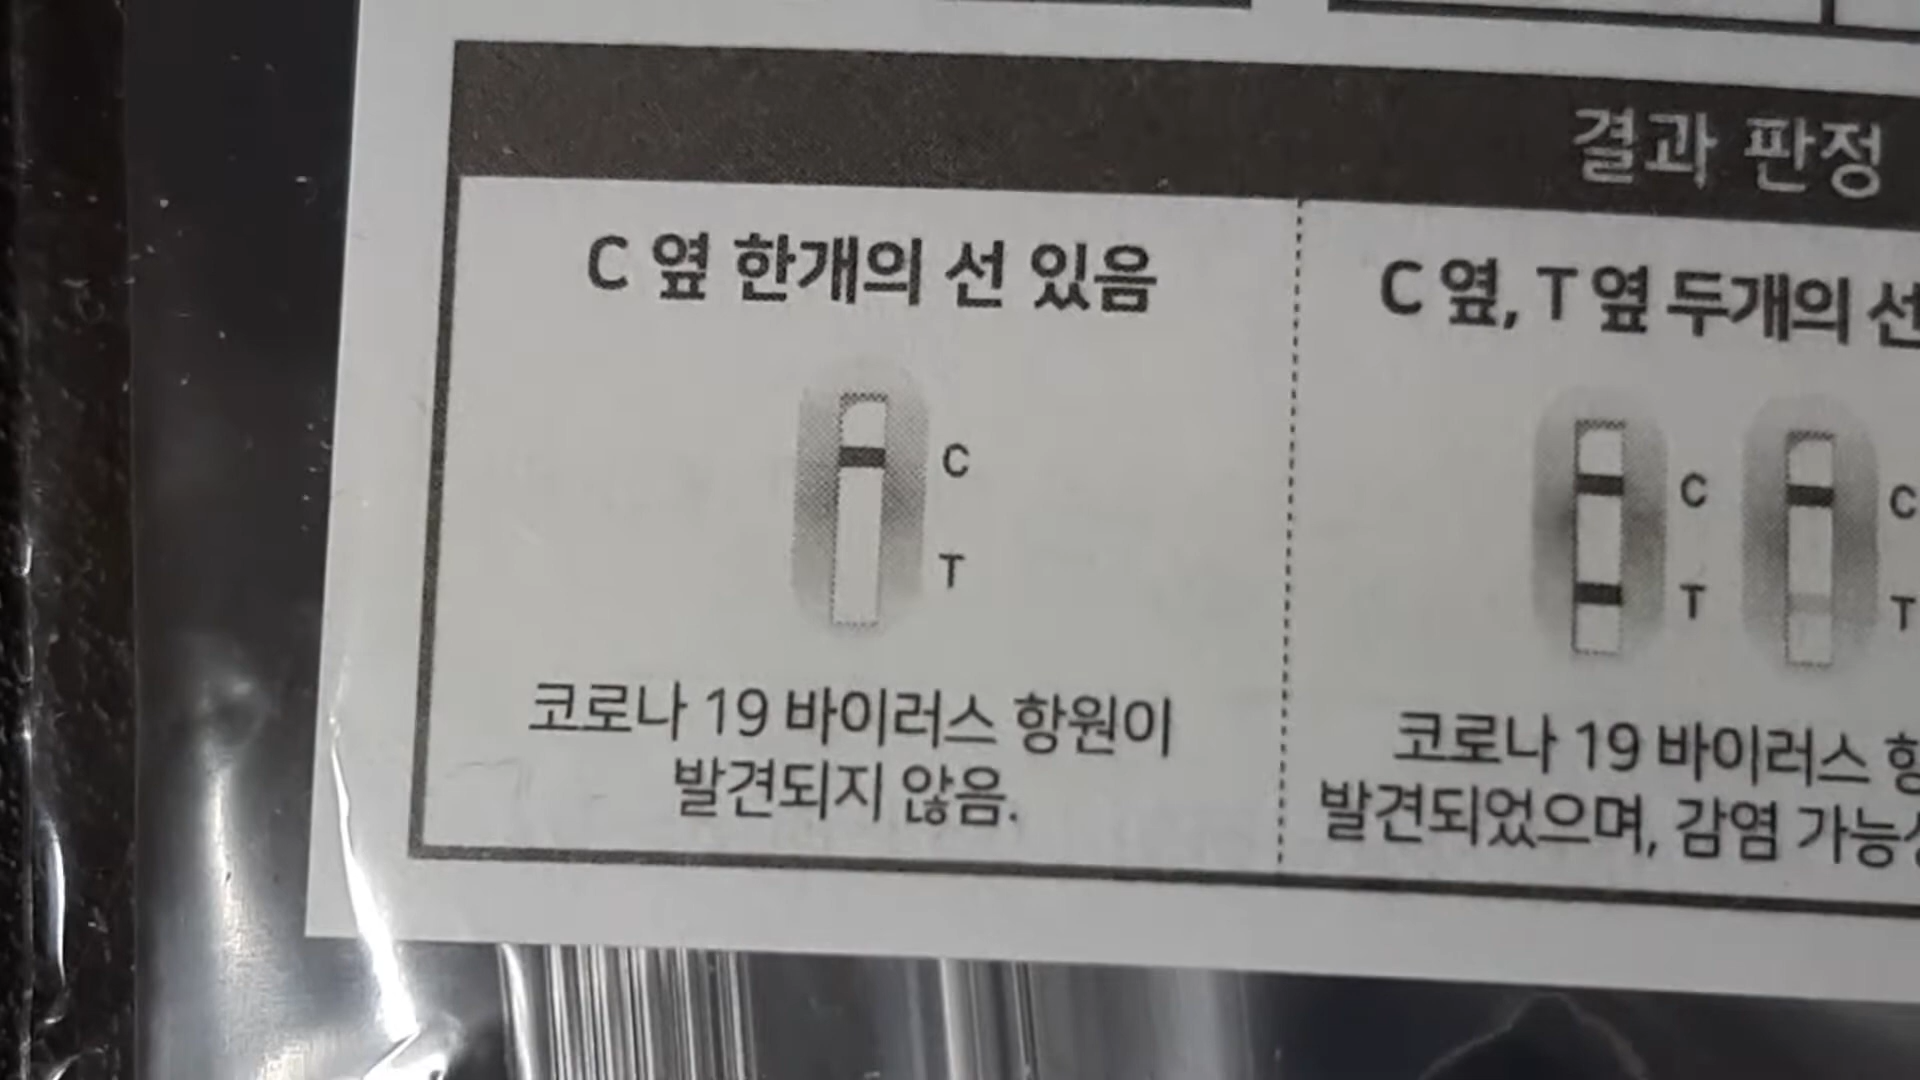 결과 판정
C 옆 한개의 선 있음
C
T
코로나 19 바이러스 항원이
발견되지 않음.
C 옆, T 옆 두개의 선
C
T
C
T
코로나 19 바이러스
발견되었으며, 감염